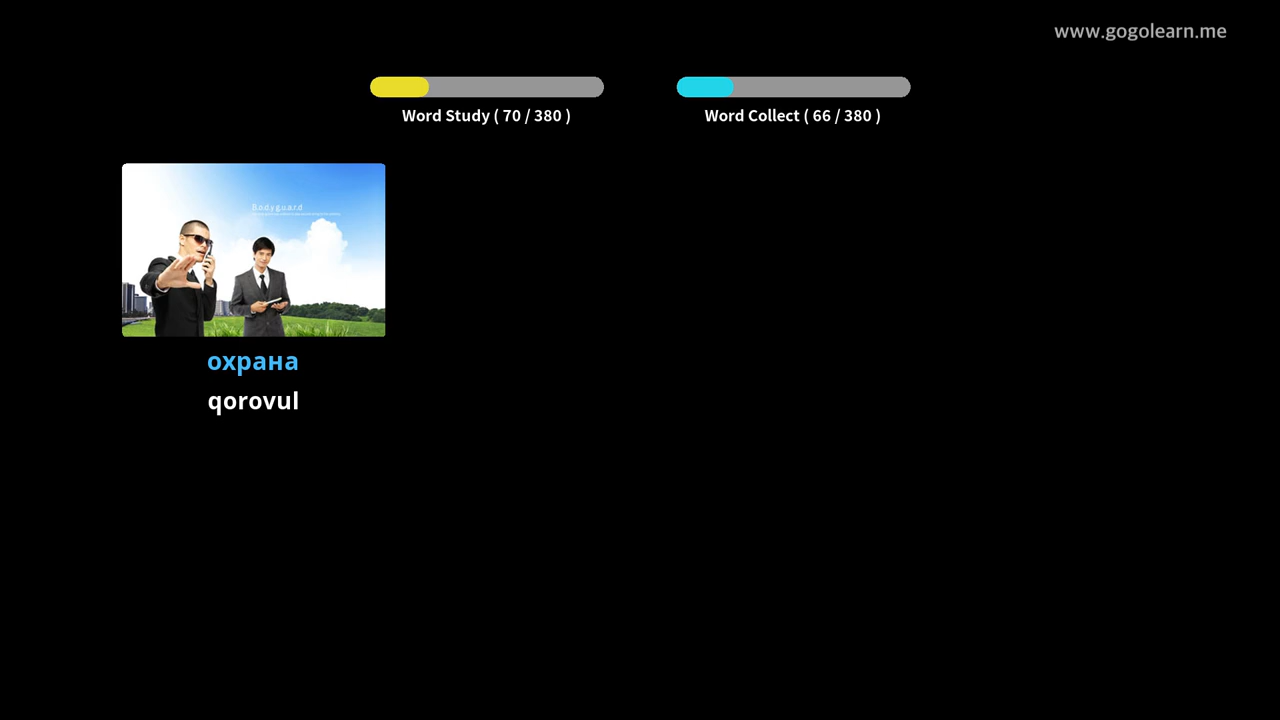 www.gogolearn.me
Word Study ( 70 / 380 )
Word Collect ( 66 / 380 )
Bodyguard
охрана
qorovul